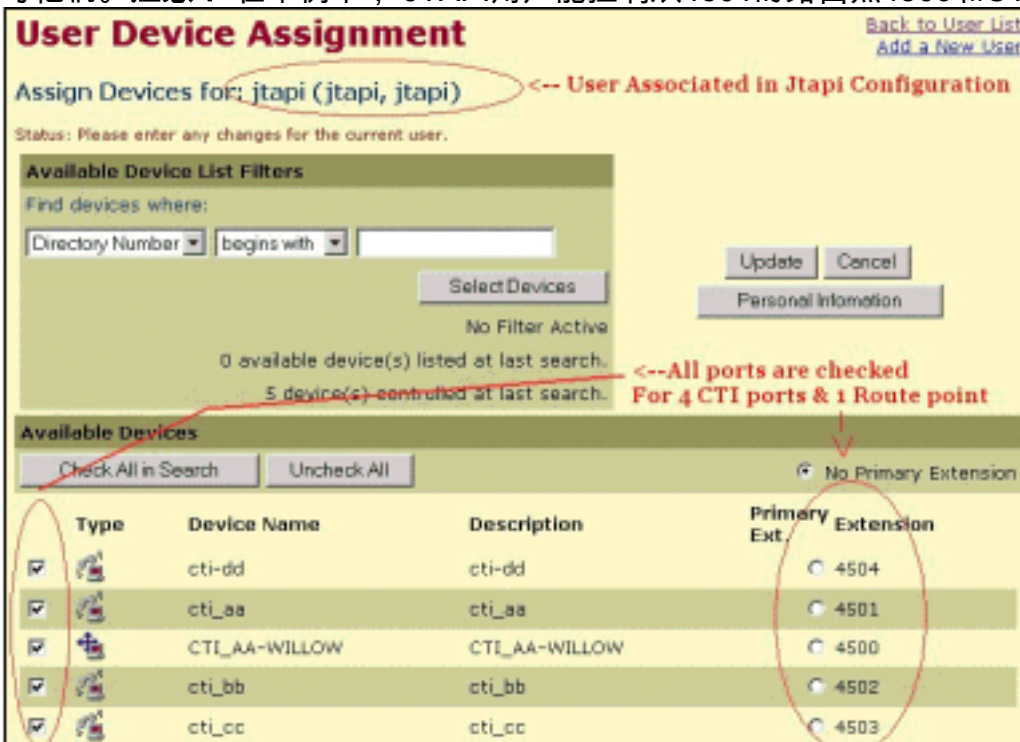 User Device Assignment
Back to User List
Add a New User
Assign Devices for: jtapi (jtapi, jtapi)
<-- User Associated in Jtapi Configuration
Status: Please enter any changes for the current user.
Available Device List Filters
Find devices where:
Directory Number begins with
Select Devices
Update Cancel
Personal Infomation
No Filter Active
0 available device(s) listed at last search.
5 device(s) controlled at last search.
<--All ports are checked
For 4 CTI ports & 1 Route point
Available Devices
Check All in Search Uncheck All No Primary Extension
Type Device Name Description Primary Ext. Extension
cti-dd cti-dd 4504
cti_aa cti_aa 4501
CTI_AA-WILLOW CTI_AA-WILLOW 4500
cti_bb cti_bb 4502
cti_cc cti_cc 4503